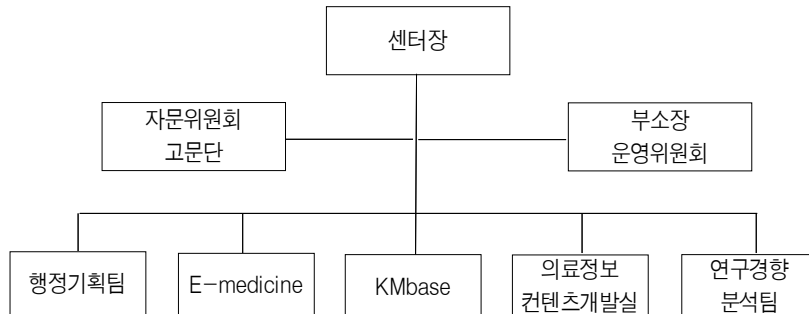 센터장
자문위원회
고문단
부소장
운영위원회
행정기획팀
E-medicine
KMbase
의료정보
컨텐츠개발실
연구경향
분석팀